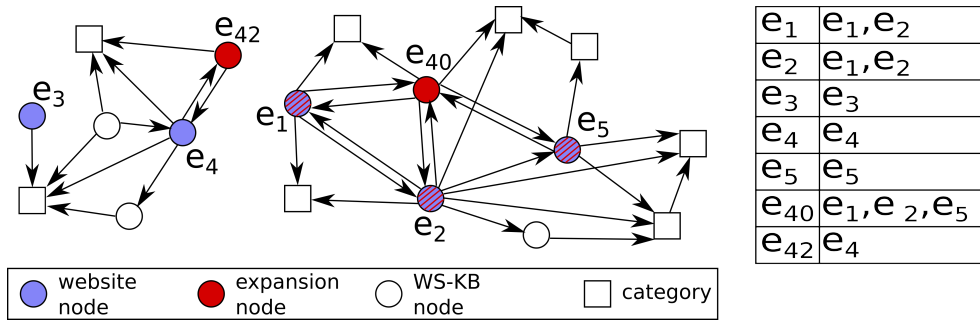 e42
e3
e4
e40
e1
e5
e2
e1 e1,e2
e2 e1,e2
e3 e3
e4 e4
e5 e5
e40 e1,e 2,e5
e42 e4
website node
expansion node
WS-KB node
category